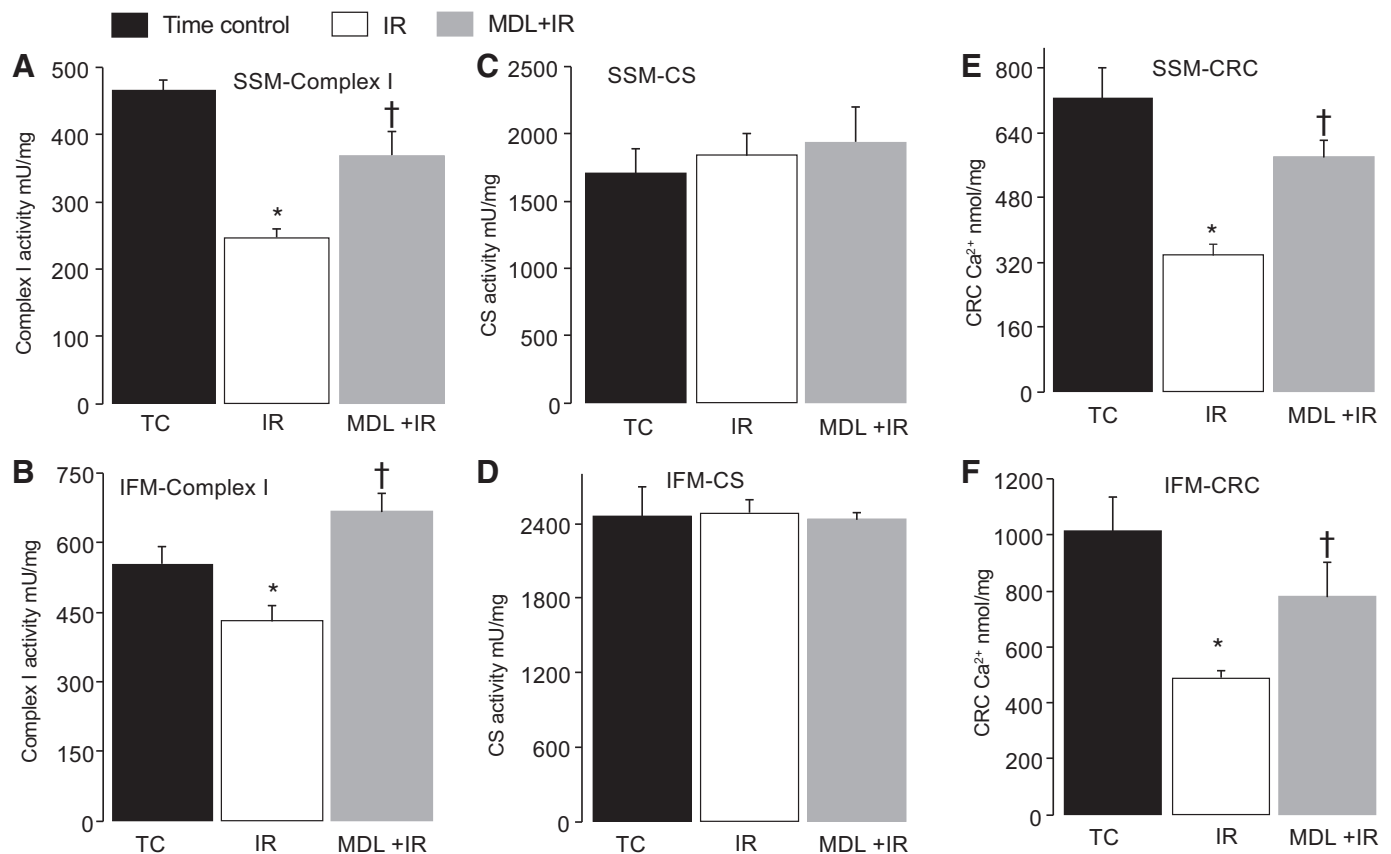 Time control IR MDL+IR
A
SSM-Complex I
Complex I activity mU/mg
500
400
300
200
100
0
*
†
TC IR MDL +IR
B
IFM-Complex I
Complex I activity mU/mg
750
600
450
300
150
0
*
†
TC IR MDL +IR
C
SSM-CS
CS activity mU/mg
2500
2000
1500
1000
500
0
TC IR MDL +IR
D
IFM-CS
CS activity mU/mg
2400
1800
1200
600
0
TC IR MDL +IR
E
SSM-CRC
CRC Ca²⁺ nmol/mg
800
640
480
320
160
0
*
†
TC IR MDL +IR
F
IFM-CRC
CRC Ca²⁺ nmol/mg
1200
1000
800
600
400
200
0
*
†
TC IR MDL +IR